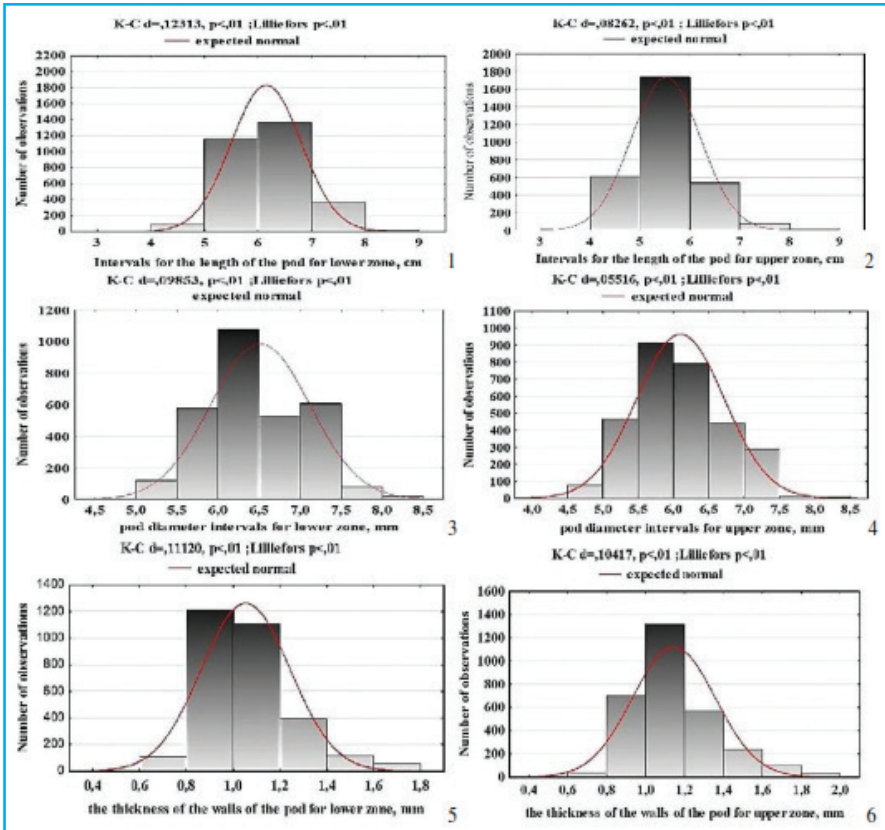 K-C d=,12313, p<,01 ;Lilliefors p<,01
expected normal
Number of observations
2200
2000
1800
1600
1400
1200
1000
800
600
400
200
0
3 4 5 6 7 8 9
Intervals for the length of the pod for lower zone, cm
1
K-C d=,08262, p<,01 ; Lilliefors p<,01
expected normal
Number of observations
2000
1800
1600
1400
1200
1000
800
600
400
200
0
3 4 5 6 7 8 9
Intervals for the length of the pod for upper zone, cm
2
K-C d=,09853, p<,01 ;Lilliefors p<,01
expected normal
Number of observations
1200
1000
800
600
400
200
0
4,5 5,0 5,5 6,0 6,5 7,0 7,5 8,0 8,5
pod diameter intervals for lower zone, mm
3
K-C d=,05516, p<,01 ;Lilliefors p<,01
expected normal
Number of observations
1100
1000
900
800
700
600
500
400
300
200
100
0
4,0 4,5 5,0 5,5 6,0 6,5 7,0 7,5 8,0 8,5
pod diameter intervals for upper zone, mm
4
K-C d=,11120, p<,01 ;Lilliefors p<,01
expected normal
Number of observations
1400
1200
1000
800
600
400
200
0
0,4 0,6 0,8 1,0 1,2 1,4 1,6 1,8
the thickness of the walls of the pod for lower zone, mm
5
K-C d=,10417, p<,01 ;Lilliefors p<,01
expected normal
Number of observations
1600
1400
1200
1000
800
600
400
200
0
0,4 0,6 0,8 1,0 1,2 1,4 1,6 1,8 2,0
the thickness of the walls of the pod for upper zone, mm
6